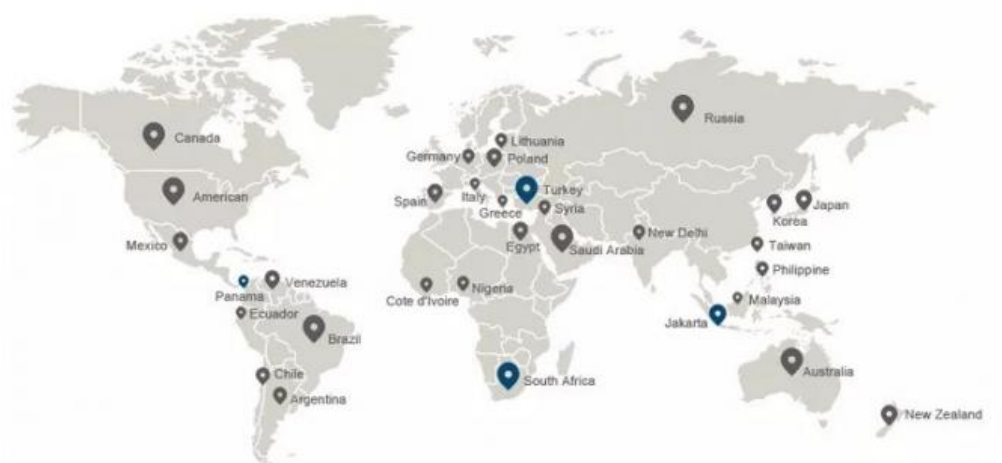 Canada
Russia
Lithuania
Germany
Poland
American
Spain
Italy
Turkey
Greece
Syria
Korea
Japan
Mexico
Egypt
Saudi Arabia
New Delhi
Taiwan
Panama
Venezuela
Cote d'Ivoire
Nigeria
Philippine
Ecuador
Malaysia
Jakarta
Brazil
Chile
South Africa
Australia
Argentina
New Zealand